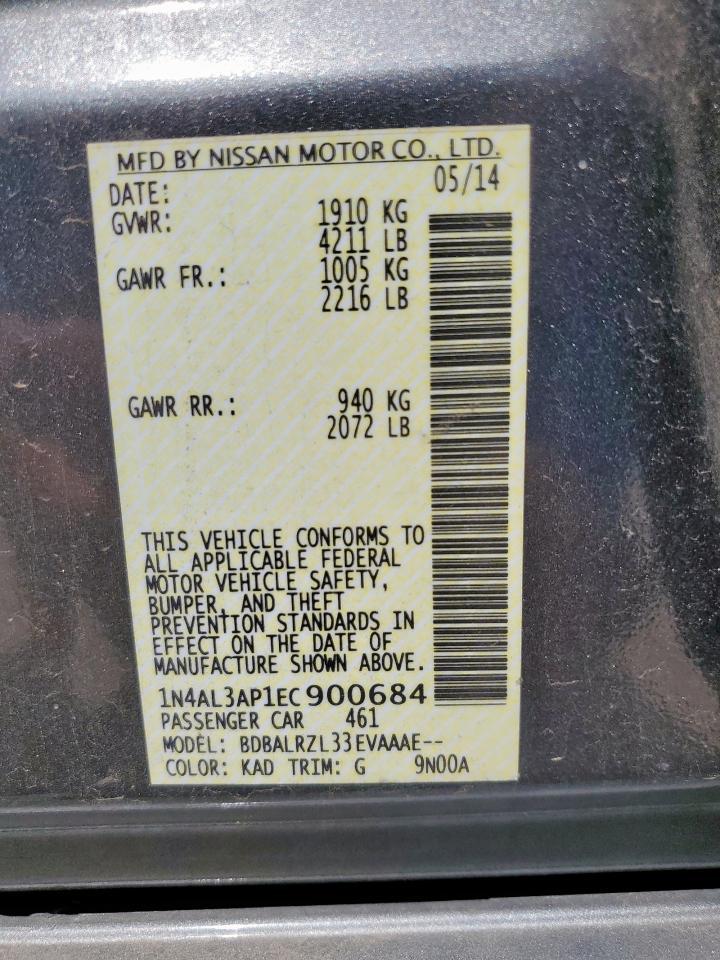 MFD BY NISSAN MOTOR CO., LTD.
DATE: 05/14
GVWR: 1910 KG
4211 LB
GAWR FR.: 1005 KG
2216 LB
GAWR RR.: 940 KG
2072 LB
THIS VEHICLE CONFORMS TO
ALL APPLICABLE FEDERAL
MOTOR VEHICLE SAFETY,
BUMPER, AND THEFT
PREVENTION STANDARDS IN
EFFECT ON THE DATE OF
MANUFACTURE SHOWN ABOVE.
1N4AL3AP1EC900684
PASSENGER CAR 461
MODEL: BDBALRZL33EVAAAE--
COLOR: KAD TRIM: G 9N00A